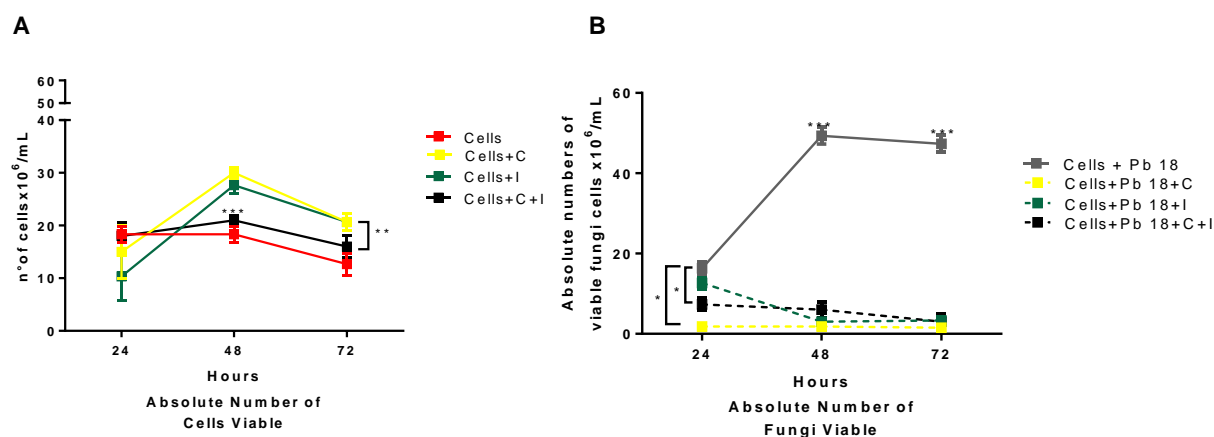 A
n°of cellsx10⁶/mL
60
50
40
30
20
10
0
***
**
24
48
72
Hours
Absolute Number of
Cells Viable
Cells
Cells+C
Cells+I
Cells+C+I
B
Absolute numbers of
viable fungi cells x10⁶/mL
60
40
20
0
***
***
*
*
24
48
72
Hours
Absolute Number of
Fungi Viable
Cells + Pb 18
Cells+Pb 18+C
Cells+Pb 18+I
Cells+Pb 18+C+I